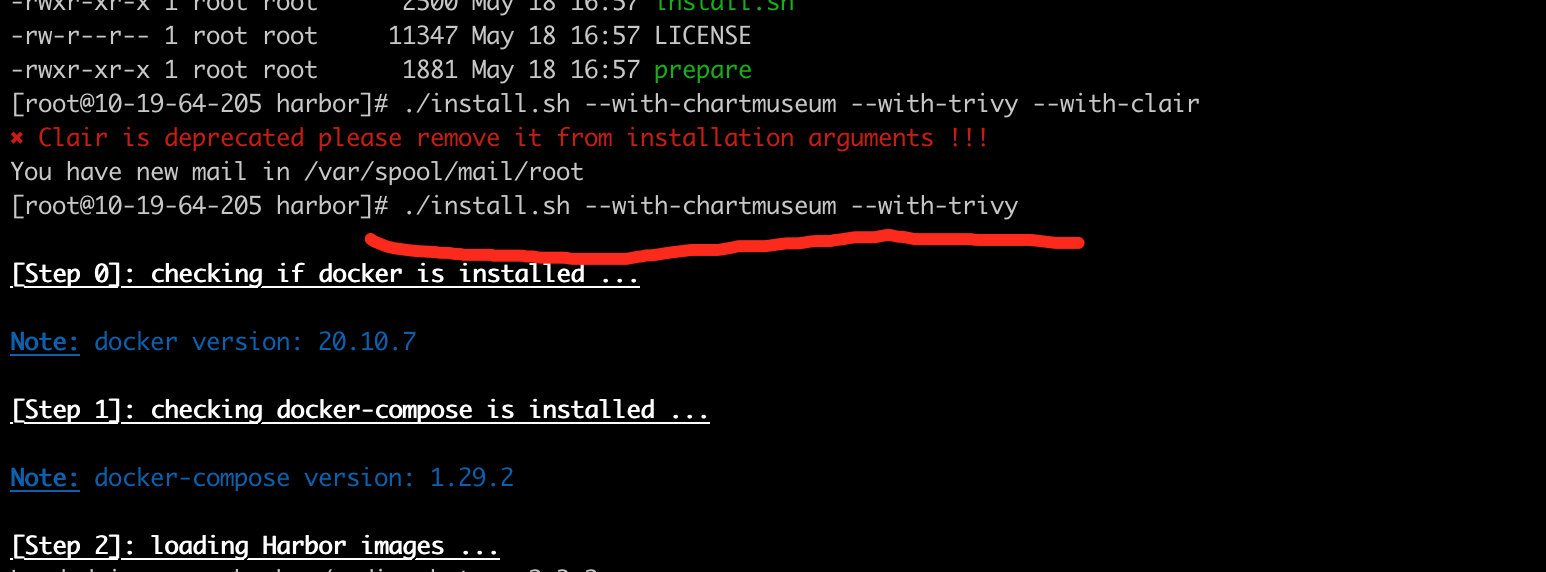 -rwxr-xr-x 1 root root      2500 May 18 16:57 install.sh
-rw-r--r-- 1 root root     11347 May 18 16:57 LICENSE
-rwxr-xr-x 1 root root      1881 May 18 16:57 prepare
[root@10-19-64-205 harbor]# ./install.sh --with-chartmuseum --with-trivy --with-clair
✖ Clair is deprecated please remove it from installation arguments !!!
You have new mail in /var/spool/mail/root
[root@10-19-64-205 harbor]# ./install.sh --with-chartmuseum --with-trivy
[Step 0]: checking if docker is installed ...
Note: docker version: 20.10.7
[Step 1]: checking docker-compose is installed ...
Note: docker-compose version: 1.29.2
[Step 2]: loading Harbor images ...